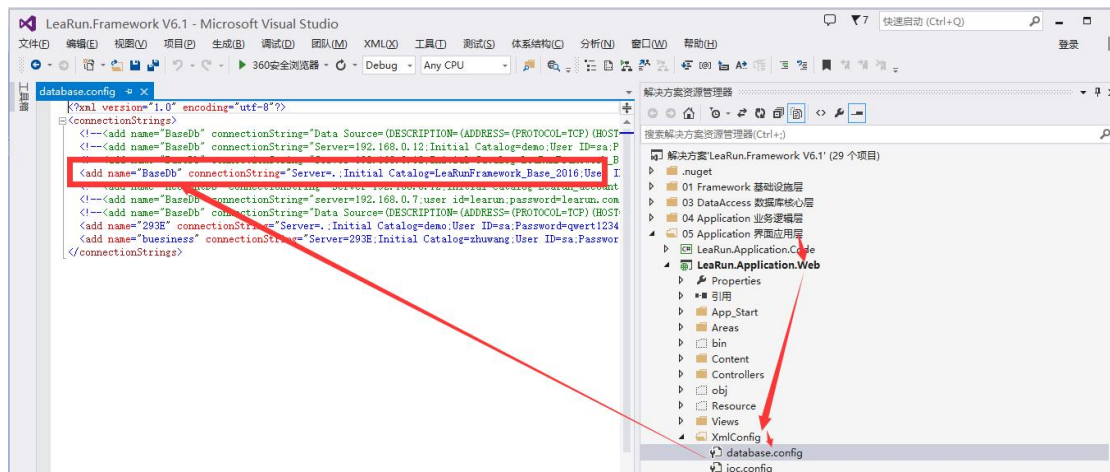 LeaRun.Framework V6.1 - Microsoft Visual Studio
7 快速启动 (Ctrl+Q)
文件(F) 编辑(E) 视图(V) 项目(P) 生成(B) 调试(D) 团队(M) XML(X) 工具(T) 测试(S) 体系结构(C) 分析(N) 窗口(W) 帮助(H) 登录
360安全浏览器 Debug Any CPU
工具箱
database.config
<?xml version="1.0" encoding="utf-8"?>
<connectionStrings>
<!--<add name="BaseDb" connectionString="Data Source=(DESCRIPTION=(ADDRESS=(PROTOCOL=TCP)(HOST
<!--<add name="BaseDb" connectionString="Server=192.168.0.12;Initial Catalog=demo;User ID=sa;P
<add name="BaseDb" connectionString="Server=.;Initial Catalog=LeaRunFramework_Base_2016;User I
<!--<add name="BaseDb" connectionString="server=192.168.0.7;user id=learun;password=learun.com
<!--<add name="BaseDb" connectionString="Data Source=(DESCRIPTION=(ADDRESS=(PROTOCOL=TCP)(HOST
<add name="293E" connectionString="Server=.;Initial Catalog=demo;User ID=sa;Password=qwert1234
<add name="buesiness" connectionString="Server=293E;Initial Catalog=zhuwang;User ID=sa;Passwor
</connectionStrings>
解决方案资源管理器
搜索解决方案资源管理器(Ctrl+;)
解决方案'LeaRun.Framework V6.1' (29 个项目)
.nuget
01 Framework 基础设施层
03 DataAccess 数据库核心层
04 Application 业务逻辑层
05 Application 界面应用层
LeaRun.Application.Code
LeaRun.Application.Web
Properties
引用
App_Start
Areas
bin
Content
Controllers
obj
Resource
Views
XmlConfig
database.config
ioc.config